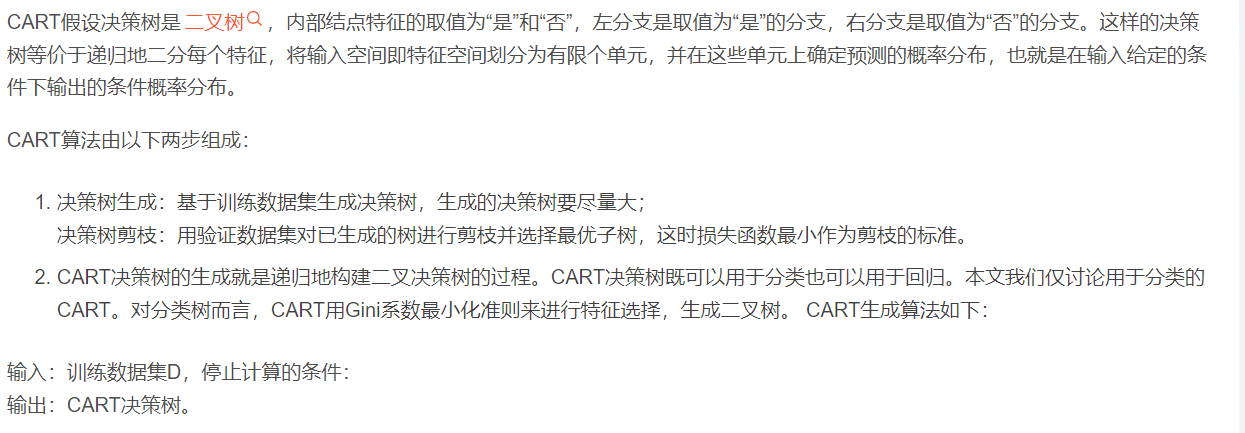 CART假设决策树是二叉树，内部结点特征的取值为“是”和“否”，左分支是取值为“是”的分支，右分支是取值为“否”的分支。这样的决策
树等价于递归地二分每个特征，将输入空间即特征空间划分为有限个单元，并在这些单元上确定预测的概率分布，也就是在输入给定的条
件下输出的条件概率分布。
CART算法由以下两步组成：
1. 决策树生成：基于训练数据集生成决策树，生成的决策树要尽量大；
决策树剪枝：用验证数据集对已生成的树进行剪枝并选择最优子树，这时损失函数最小作为剪枝的标准。
2. CART决策树的生成就是递归地构建二叉决策树的过程。CART决策树既可以用于分类也可以用于回归。本文我们仅讨论用于分类的
CART。对分类树而言，CART用Gini系数最小化准则来进行特征选择，生成二叉树。 CART生成算法如下：
输入：训练数据集D，停止计算的条件：
输出：CART决策树。